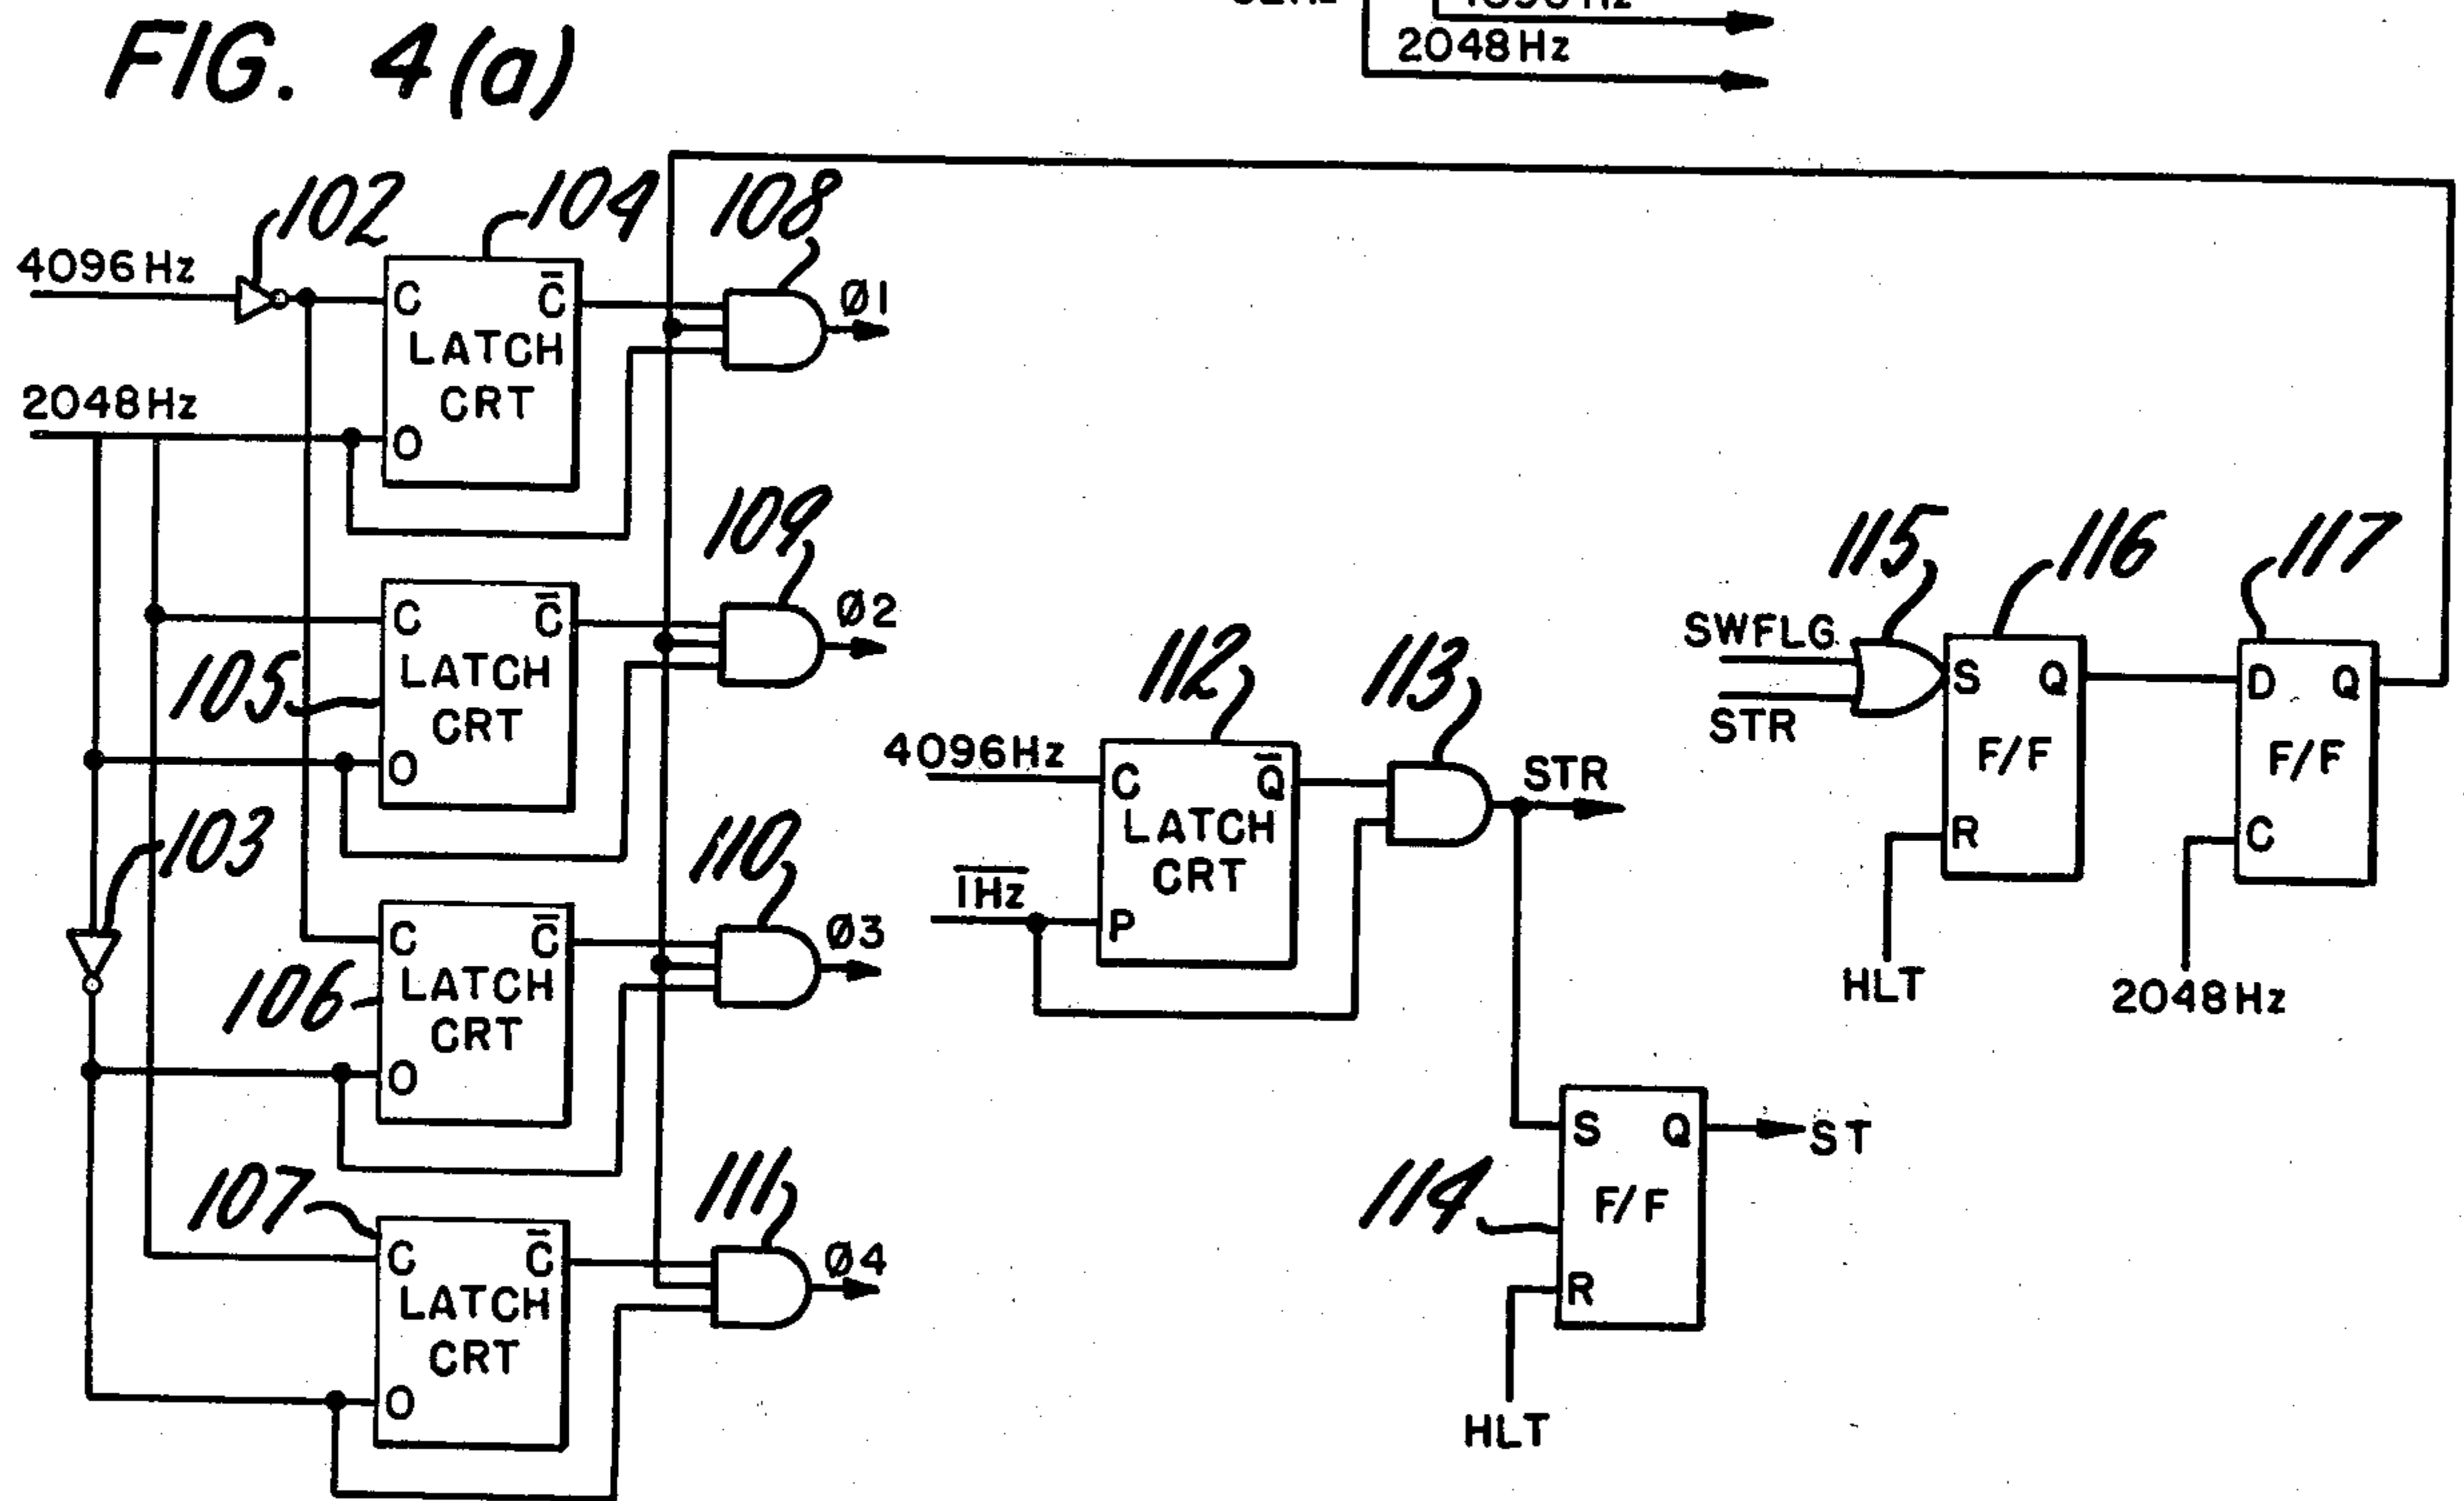 FIG. 4(a)
2048Hz
102
104
108
4096Hz
C
C̅
Ø1
LATCH
CRT
2048Hz
O
109
115
116
117
C
C̅
Ø2
SWFLG
LATCH
CRT
105
112
113
S
Q
D
Q
STR
F/F
F/F
4096Hz
C
Q̅
STR
O
LATCH
CRT
103
110
R
C
1̅H̅z̅
P
C
C̅
Ø3
LATCH
CRT
106
HLT
2048Hz
O
107
111
S
Q
ST
114
F/F
C
C̅
Ø4
LATCH
CRT
R
O
HLT